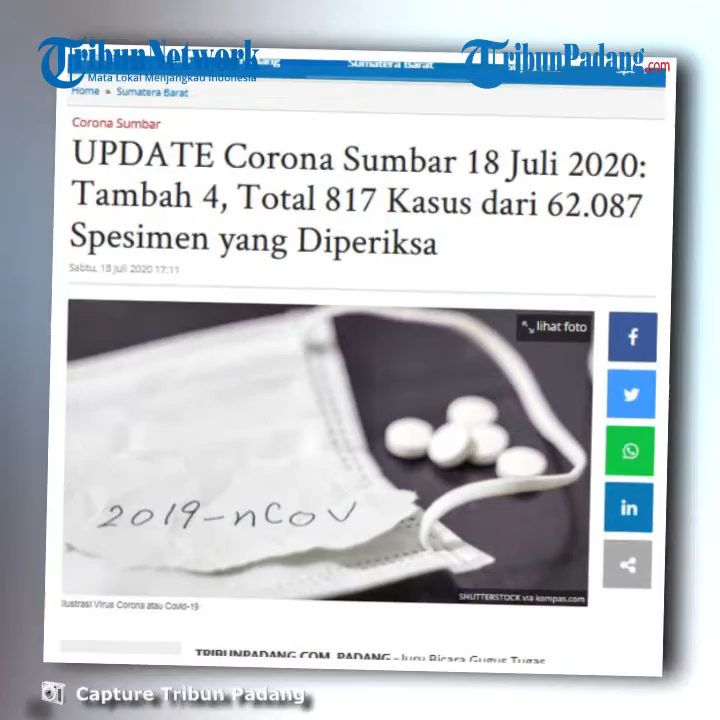 Tribun Network
Mata Lokal Menjangkau Indonesia
TribunPadang.com
Sumatera Barat
Home » Sumatera Barat
Corona Sumbar
UPDATE Corona Sumbar 18 Juli 2020:
Tambah 4, Total 817 Kasus dari 62.087
Spesimen yang Diperiksa
Sabtu, 18 Juli 2020 17:11
lihat foto
f
2019-nCoV
in
SHUTTERSTOCK via kompas.com
Ilustrasi Virus Corona atau Covid-19
TRIBUNPADANG.COM, PADANG - Juru Bicara Gugus Tugas
Capture Tribun Padang